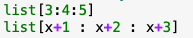 list[3:4:5]
list[x+1 : x+2 : x+3]